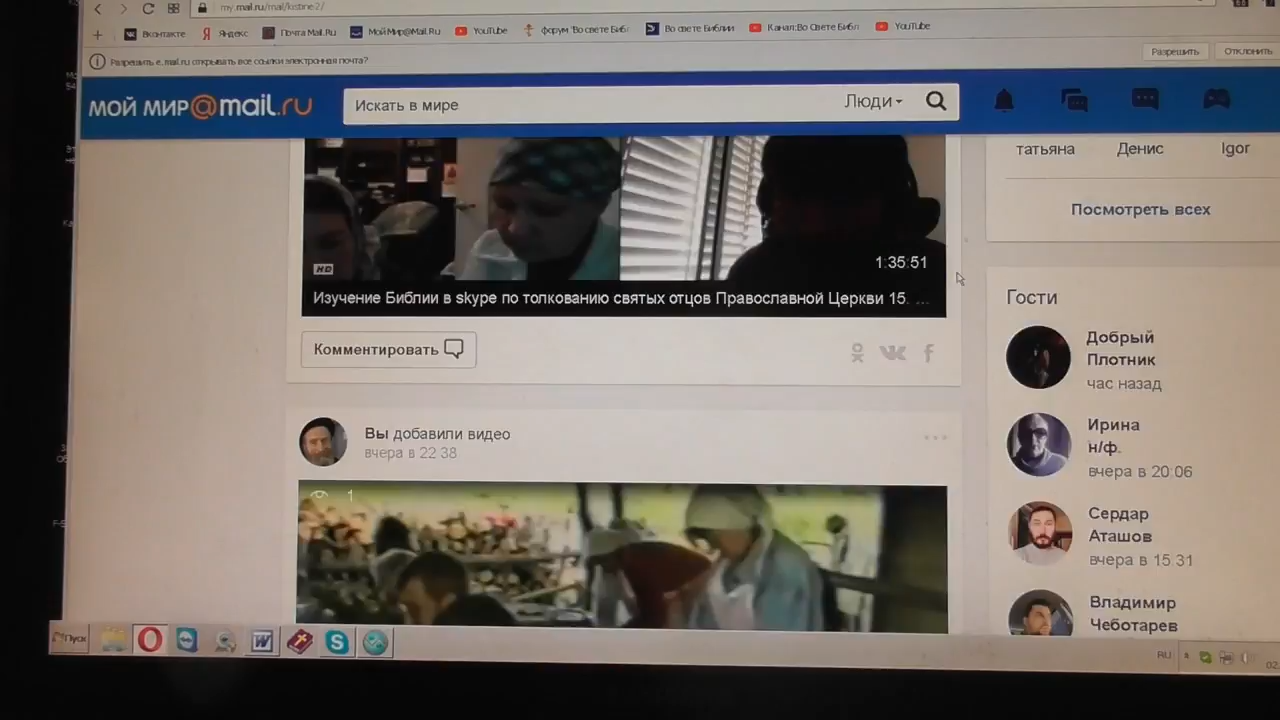 my.mail.ru/mail/kistine2/
ВКонтакте Яндекс Почта Mail.Ru МойМир@Mail.Ru YouTube форум "Во свете Библ Во свете Библии Канал:Во Свете Библ YouTube
Разрешить e.mail.ru открывать все ссылки электронная почта? Разрешить Отклонить
МОЙ МИР@mail.ru Искать в мире Люди
татьяна Денис Igor
Посмотреть всех
1:35:51
HD
Изучение Библии в skype по толкованию святых отцов Православной Церкви 15. ...
Гости
Комментировать
Добрый
Плотник
час назад
Вы добавили видео
вчера в 22:38
Ирина
н/ф.
вчера в 20:06
1
Сердар
Аташов
вчера в 15:31
Владимир
Чеботарев
Пуск
RU
02